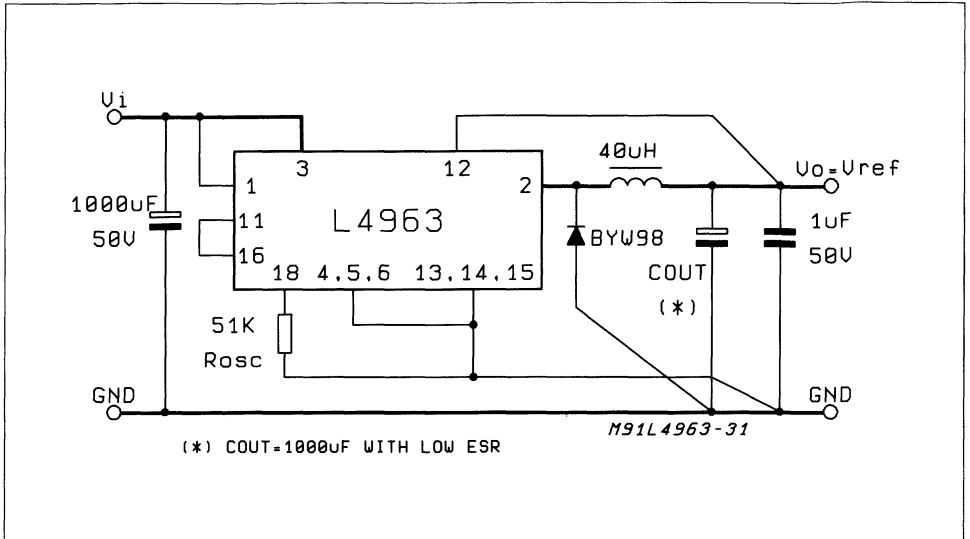 Vi
3
12
40uH
1
2
Vo=Vref
1000uF
50V
11
L4963
BYW98
1uF
50V
16
COUT
(*)
18
4.5.6
13.14.15
51K
Rosc
GND
GND
M91L4963-31
(*) COUT=1000uF WITH LOW ESR